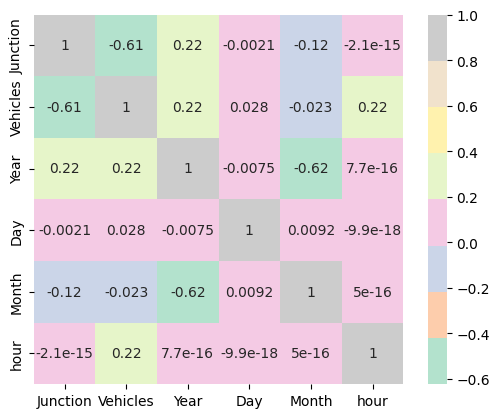 Junction 1 -0.61 0.22 -0.0021 -0.12 -2.1e-15
Vehicles -0.61 1 0.22 0.028 -0.023 0.22
Year 0.22 0.22 1 -0.0075 -0.62 7.7e-16
Day -0.0021 0.028 -0.0075 1 0.0092 -9.9e-18
Month -0.12 -0.023 -0.62 0.0092 1 5e-16
hour -2.1e-15 0.22 7.7e-16 -9.9e-18 5e-16 1
Junction Vehicles Year Day Month hour
1.0
0.8
0.6
0.4
0.2
0.0
−0.2
−0.4
−0.6